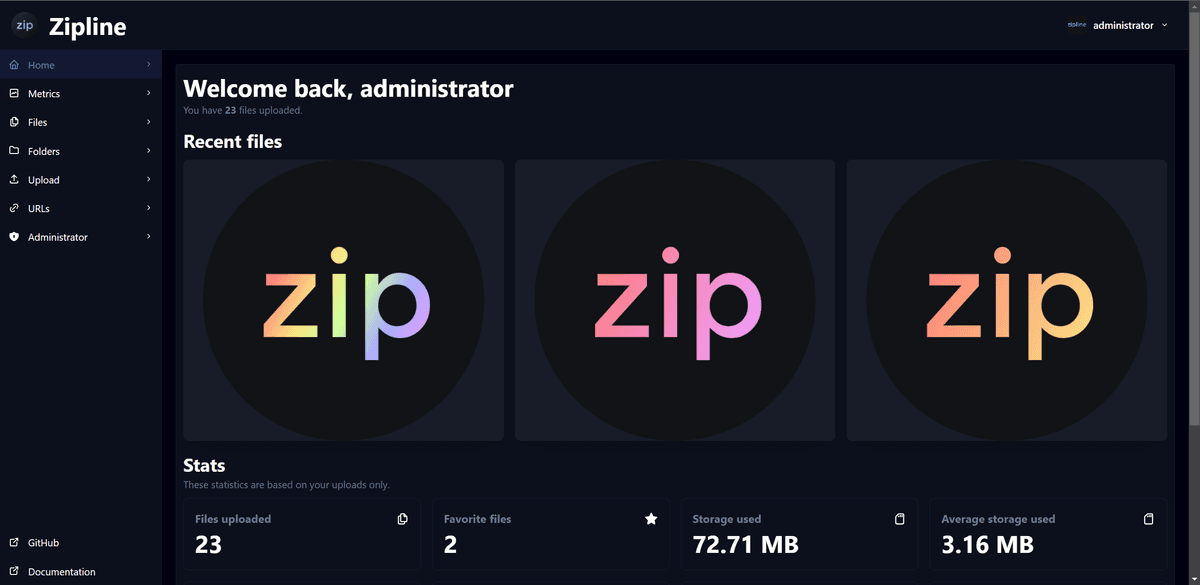 zip Zipline
zipline administrator
Home
Metrics
Files
Folders
Upload
URLs
Administrator
GitHub
Documentation
Welcome back, administrator
You have 23 files uploaded.
Recent files
zip zip zip
Stats
These statistics are based on your uploads only.
Files uploaded
23
Favorite files
2
Storage used
72.71 MB
Average storage used
3.16 MB